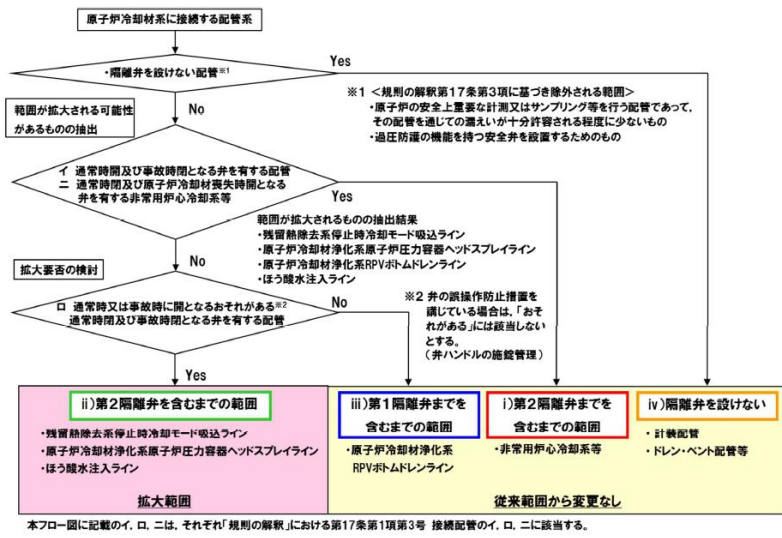 原子炉冷却材系に接続する配管系
・隔離弁を設けない配管※1
Yes
※1 <規則の解釈第17条第3項に基づき除外される範囲>
・原子炉の安全上重要な計測又はサンプリング等を行う配管であって,
その配管を通じての漏えいが十分許容される程度に少ないもの
・過圧防護の機能を持つ安全弁を設置するためのもの
範囲が拡大される可能性
があるものの抽出
No
イ 通常時開及び事故時閉となる弁を有する配管
ニ 通常時閉及び原子炉冷却材喪失時開となる
弁を有する非常用炉心冷却系等
Yes
範囲が拡大されるものの抽出結果
・残留熱除去系停止時冷却モード吸込ライン
・原子炉冷却材浄化系原子炉圧力容器ヘッドスプレイライン
・原子炉冷却材浄化系RPVボトムドレンライン
・ほう酸水注入ライン
拡大要否の検討
No
ロ 通常時又は事故時に開となるおそれがある※2
通常時閉及び事故時閉となる弁を有する配管
No
※2 弁の誤操作防止措置を
講じている場合は,「おそ
れがある」には該当しない
とする。
(弁ハンドルの施錠管理)
Yes
ii)第2隔離弁を含むまでの範囲
・残留熱除去系停止時冷却モード吸込ライン
・原子炉冷却材浄化系原子炉圧力容器ヘッドスプレイライン
・ほう酸水注入ライン
拡大範囲
iii)第1隔離弁までを
含むまでの範囲
・原子炉冷却材浄化系
RPVボトムドレンライン
i)第2隔離弁までを
含むまでの範囲
・非常用炉心冷却系等
iv)隔離弁を設けない
・計装配管
・ドレン・ベント配管等
従来範囲から変更なし
本フロー図に記載のイ, ロ, ニは, それぞれ「規則の解釈」における第17条第1項第3号 接続配管のイ, ロ, ニに該当する。